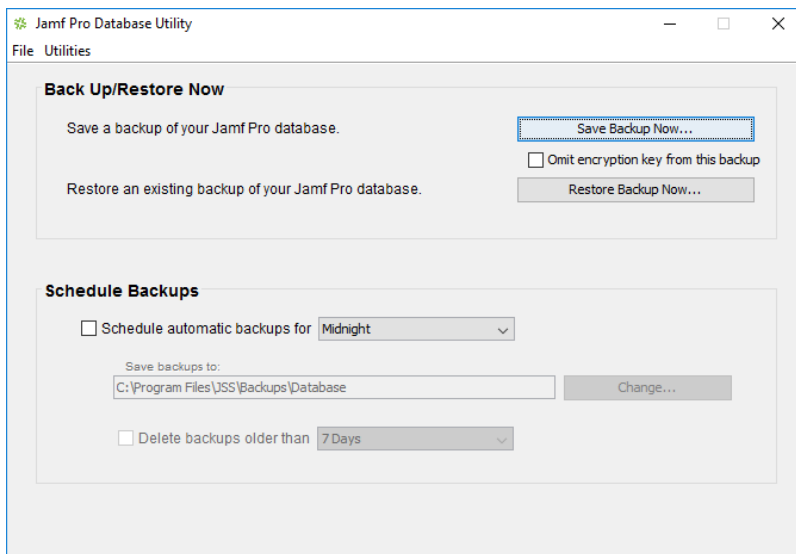 Jamf Pro Database Utility
File Utilities
Back Up/Restore Now
Save a backup of your Jamf Pro database.
Save Backup Now...
Omit encryption key from this backup
Restore an existing backup of your Jamf Pro database.
Restore Backup Now...
Schedule Backups
Schedule automatic backups for
Midnight
Save backups to:
C:\Program Files\JSS\Backups\Database
Change...
Delete backups older than
7 Days